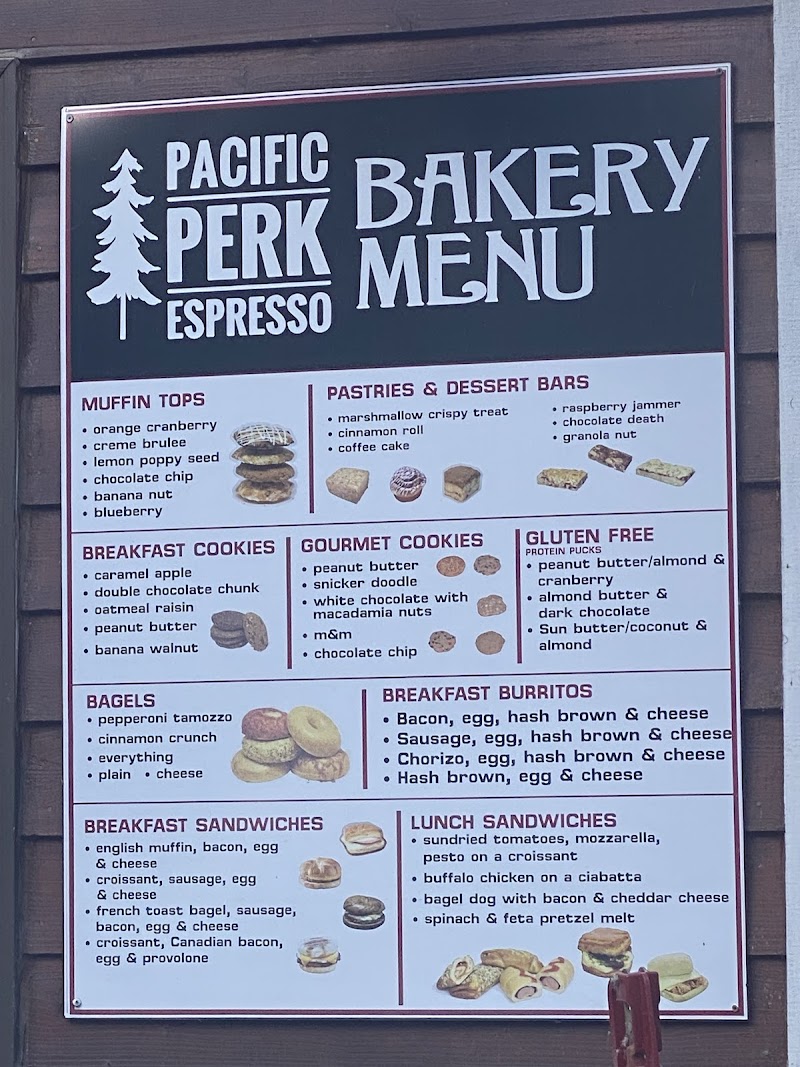 PACIFIC
PERK
ESPRESSO
BAKERY
MENU
MUFFIN TOPS
• orange cranberry
• creme brulee
• lemon poppy seed
• chocolate chip
• banana nut
• blueberry
PASTRIES & DESSERT BARS
• marshmallow crispy treat
• cinnamon roll
• coffee cake
• raspberry jammer
• chocolate death
• granola nut
BREAKFAST COOKIES
• caramel apple
• double chocolate chunk
• oatmeal raisin
• peanut butter
• banana walnut
GOURMET COOKIES
• peanut butter
• snicker doodle
• white chocolate with
macadamia nuts
• m&m
• chocolate chip
GLUTEN FREE
PROTEIN PUCKS
• peanut butter/almond &
cranberry
• almond butter &
dark chocolate
• Sun butter/coconut &
almond
BAGELS
• pepperoni tamozzo
• cinnamon crunch
• everything
• plain • cheese
BREAKFAST BURRITOS
• Bacon, egg, hash brown & cheese
• Sausage, egg, hash brown & cheese
• Chorizo, egg, hash brown & cheese
• Hash brown, egg & cheese
BREAKFAST SANDWICHES
• english muffin, bacon, egg
& cheese
• croissant, sausage, egg
& cheese
• french toast bagel, sausage,
bacon, egg & cheese
• croissant, Canadian bacon,
egg & provolone
LUNCH SANDWICHES
• sundried tomatoes, mozzarella,
pesto on a croissant
• buffalo chicken on a ciabatta
• bagel dog with bacon & cheddar cheese
• spinach & feta pretzel melt